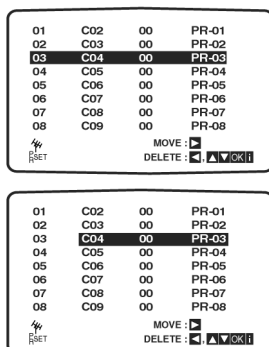 01 C02 00 PR-01
02 C03 00 PR-02
03 C04 00 PR-03
04 C05 00 PR-04
05 C06 00 PR-05
06 C07 00 PR-06
07 C08 00 PR-07
08 C09 00 PR-08
MOVE : ▶
PRSET DELETE : ◀ , ▲ ▼ OK i
01 C02 00 PR-01
02 C03 00 PR-02
03 C04 00 PR-03
04 C05 00 PR-04
05 C06 00 PR-05
06 C07 00 PR-06
07 C08 00 PR-07
08 C09 00 PR-08
MOVE : ▶
PRSET DELETE : ◀ , ▲ ▼ OK i